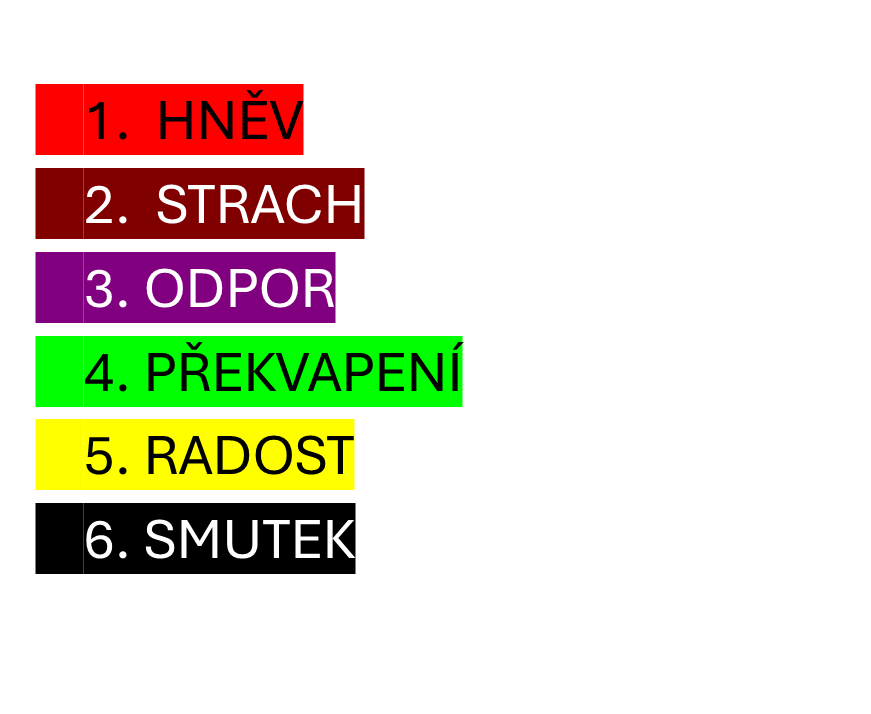 1. HNĚV
2. STRACH
3. ODPOR
4. PŘEKVAPENÍ
5. RADOST
6. SMUTEK